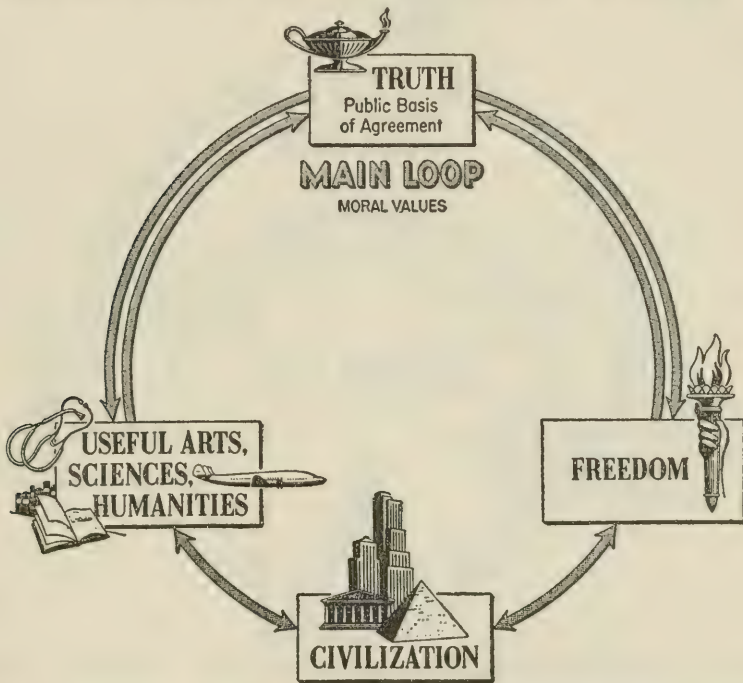 TRUTH
Public Basis
of Agreement
MAIN LOOP
MORAL VALUES
USEFUL ARTS,
SCIENCES,
HUMANITIES
FREEDOM
CIVILIZATION